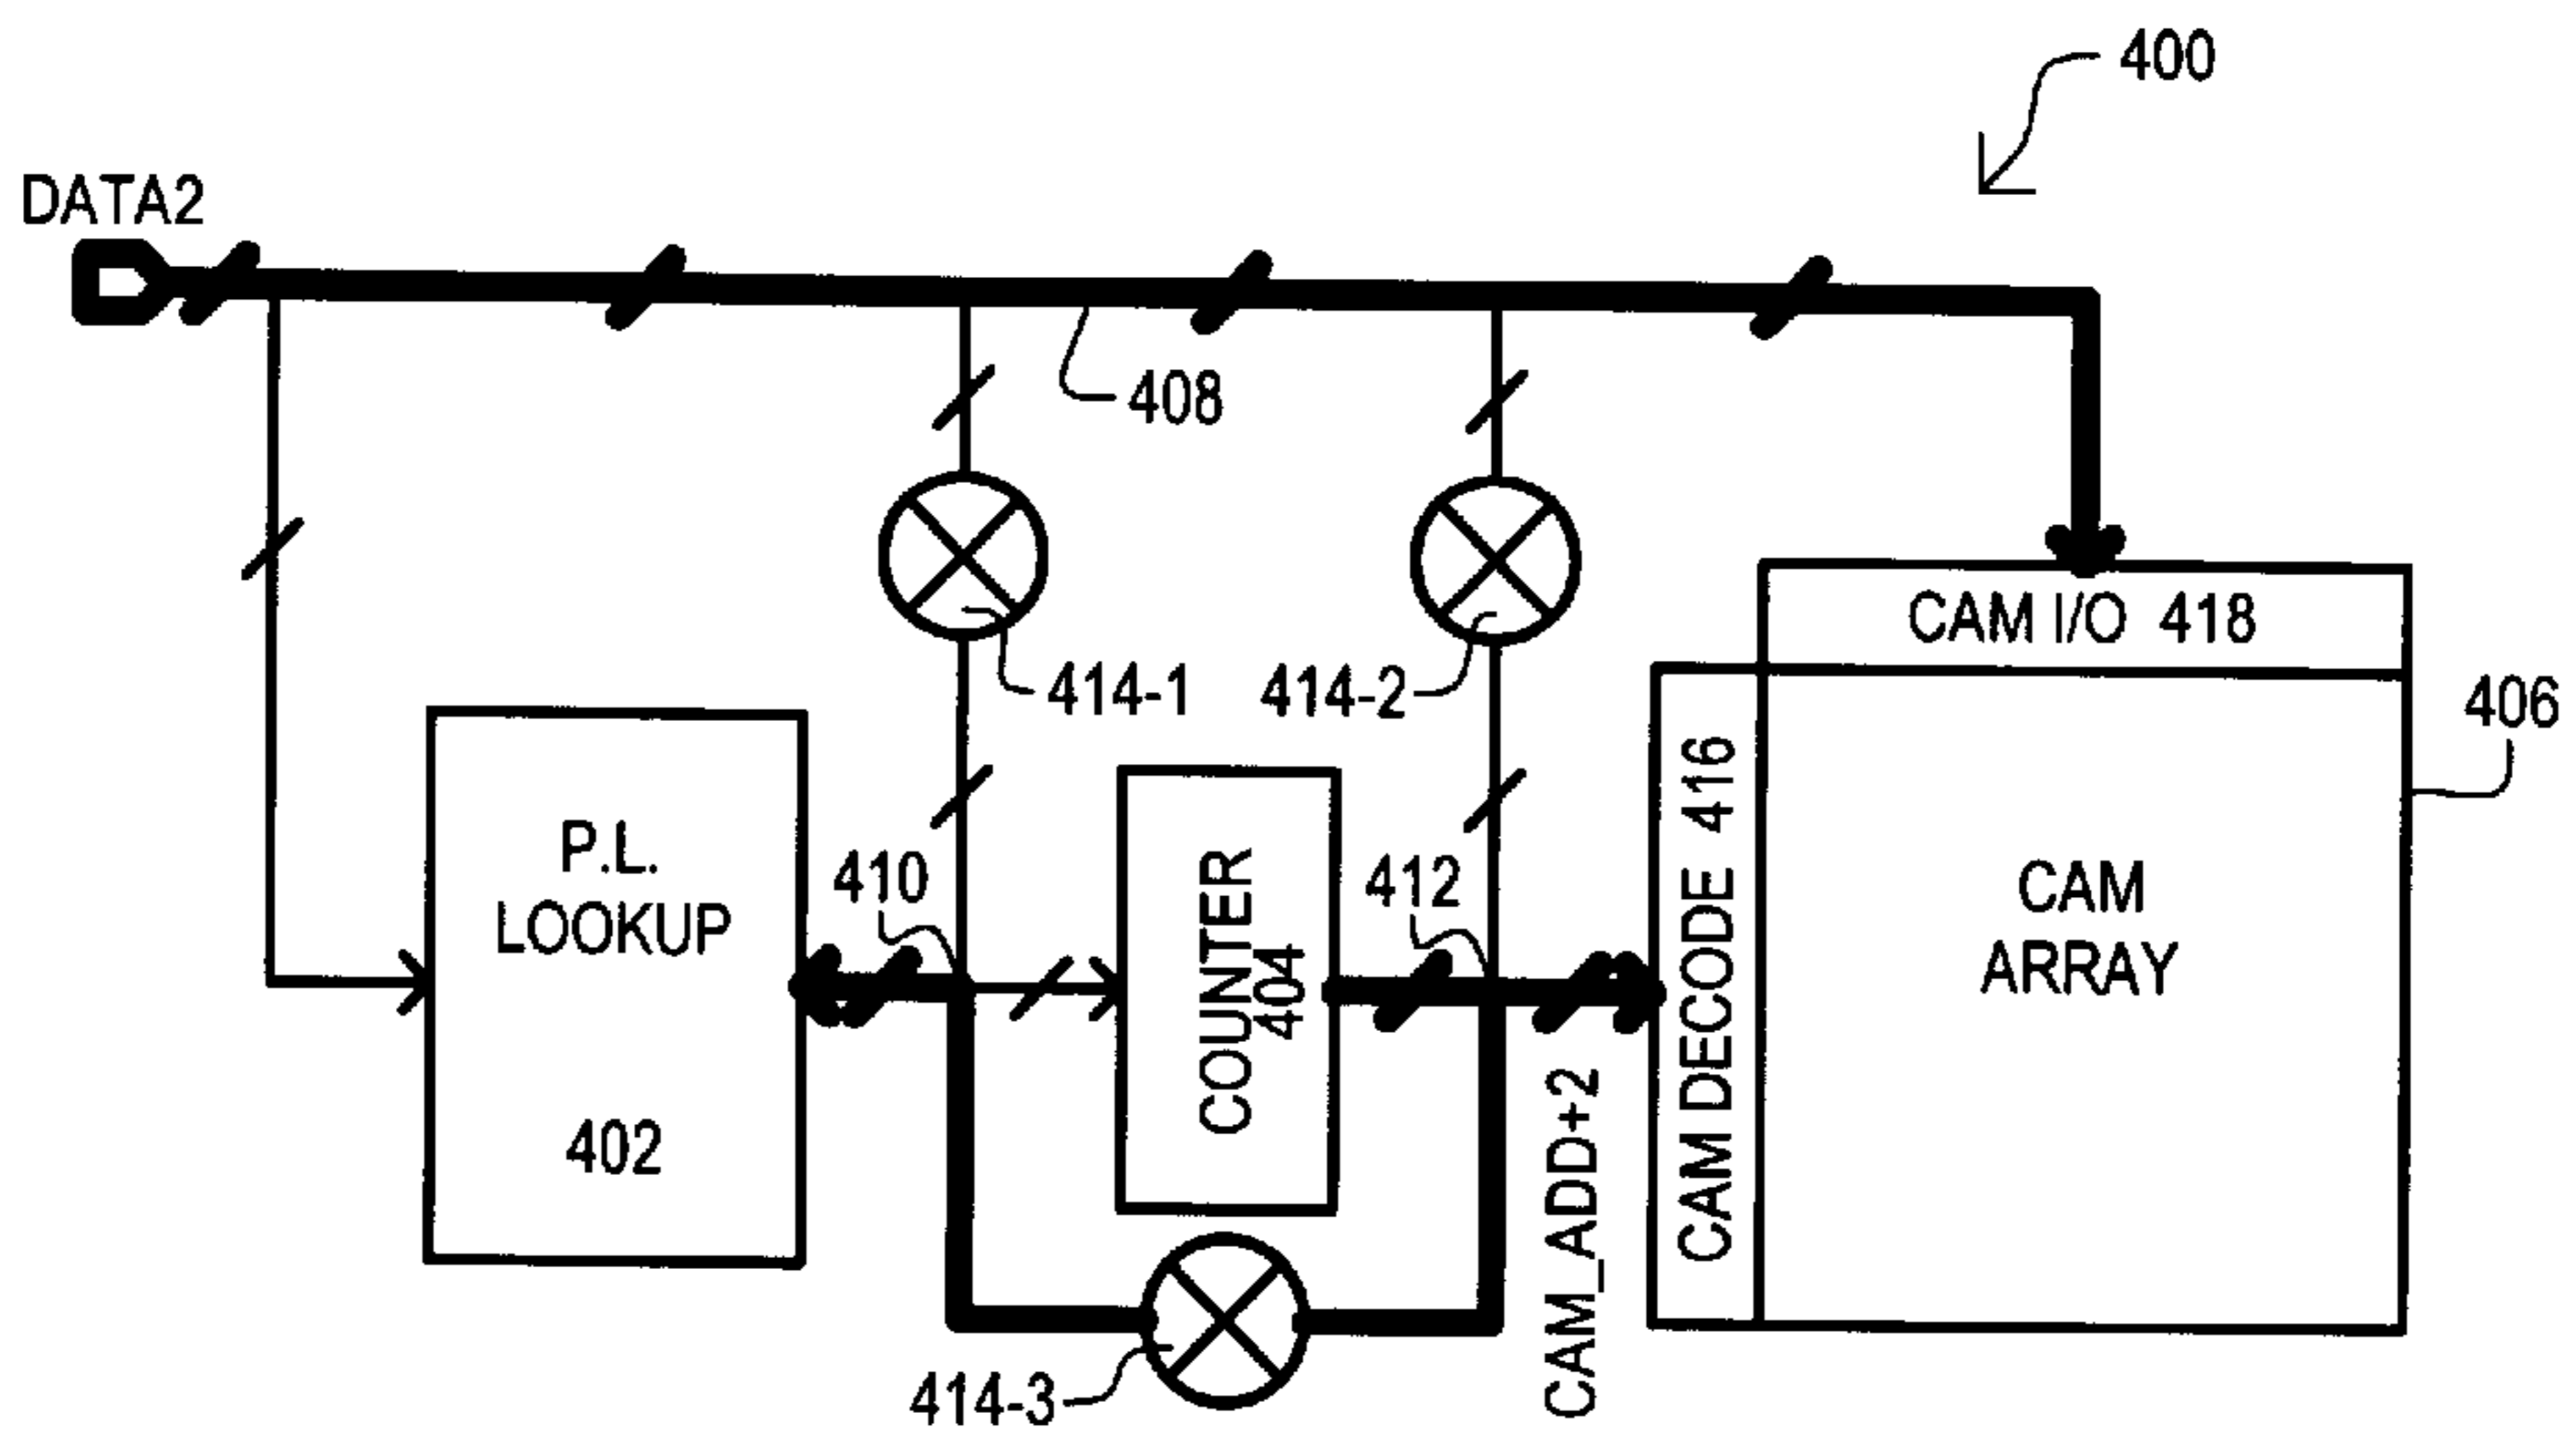 400
DATA2
408
CAM I/O 418
414-1
414-2
406
P.L.
LOOKUP
402
410
COUNTER
404
412
CAM DECODE 416
CAM
ARRAY
CAM_ADD+2
414-3